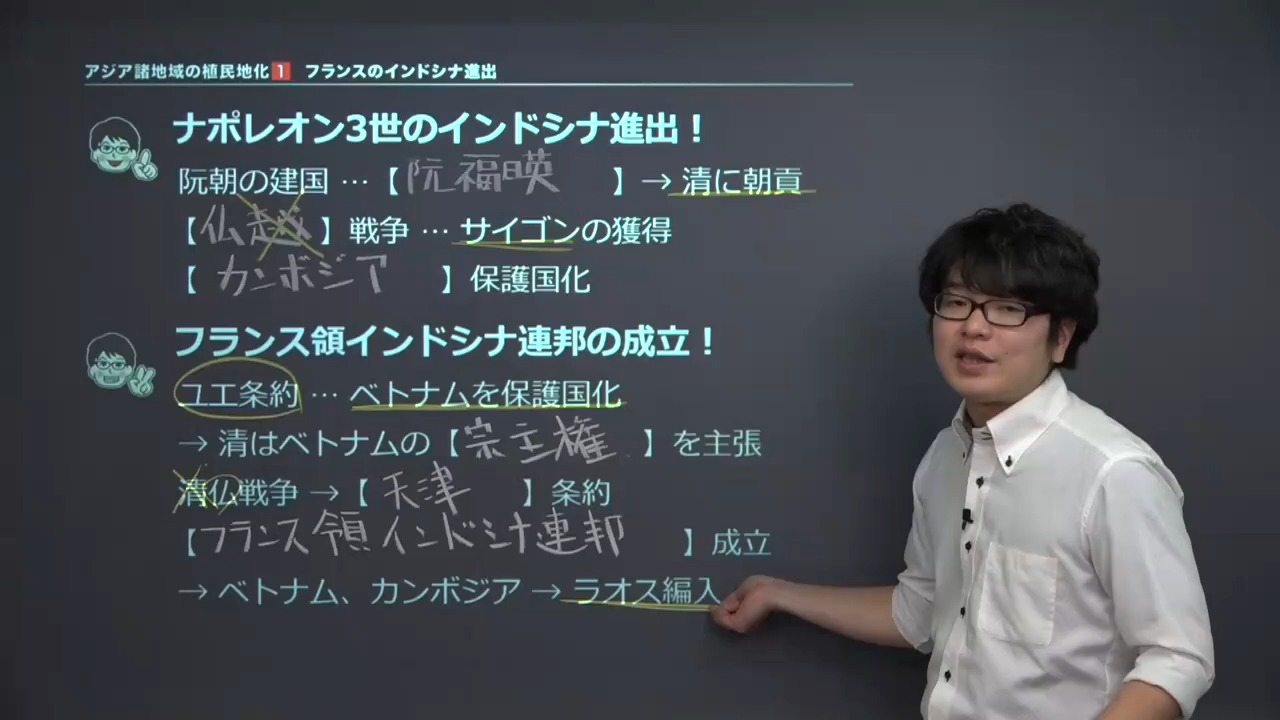 アジア諸地域の植民地化 1 フランスのインドシナ進出
ナポレオン3世のインドシナ進出！
阮朝の建国 …【阮福暎】→ 清に朝貢
【仏越】戦争 … サイゴンの獲得
【カンボジア】保護国化
フランス領インドシナ連邦の成立！
ユエ条約 … ベトナムを保護国化
→ 清はベトナムの【宗主権】を主張
清仏戦争 →【天津】条約
【フランス領インドシナ連邦】成立
→ ベトナム、カンボジア → ラオス編入